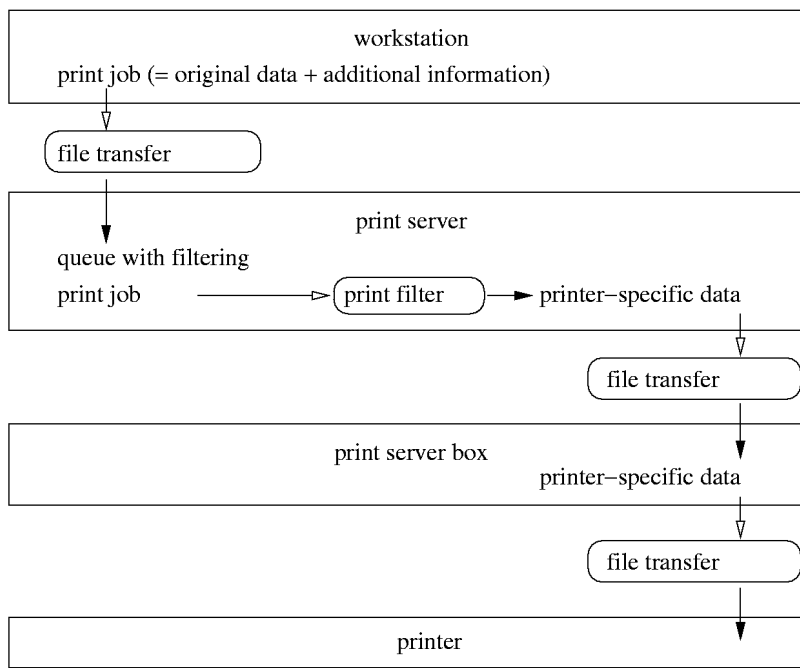 workstation
print job (= original data + additional information)
file transfer
print server
queue with filtering
print job
print filter
printer−specific data
file transfer
print server box
printer−specific data
file transfer
printer